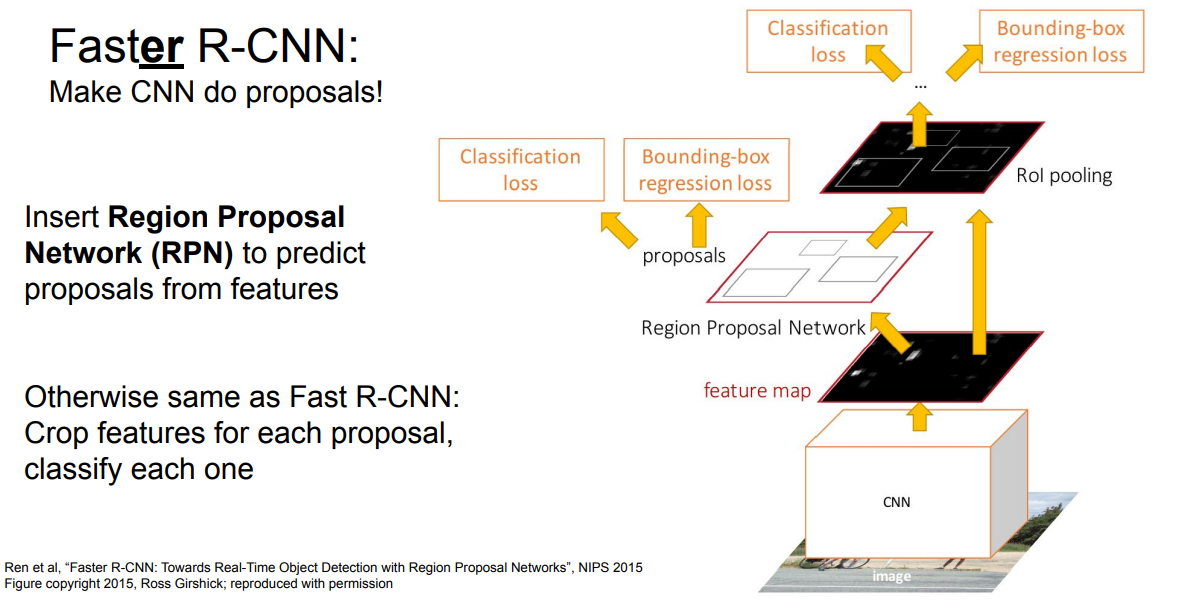 Faster R-CNN:
Make CNN do proposals!
Insert Region Proposal
Network (RPN) to predict
proposals from features
Otherwise same as Fast R-CNN:
Crop features for each proposal,
classify each one
Classification
loss
Bounding-box
regression loss
...
Classification
loss
Bounding-box
regression loss
RoI pooling
proposals
Region Proposal Network
feature map
CNN
image
Ren et al, “Faster R-CNN: Towards Real-Time Object Detection with Region Proposal Networks”, NIPS 2015
Figure copyright 2015, Ross Girshick; reproduced with permission